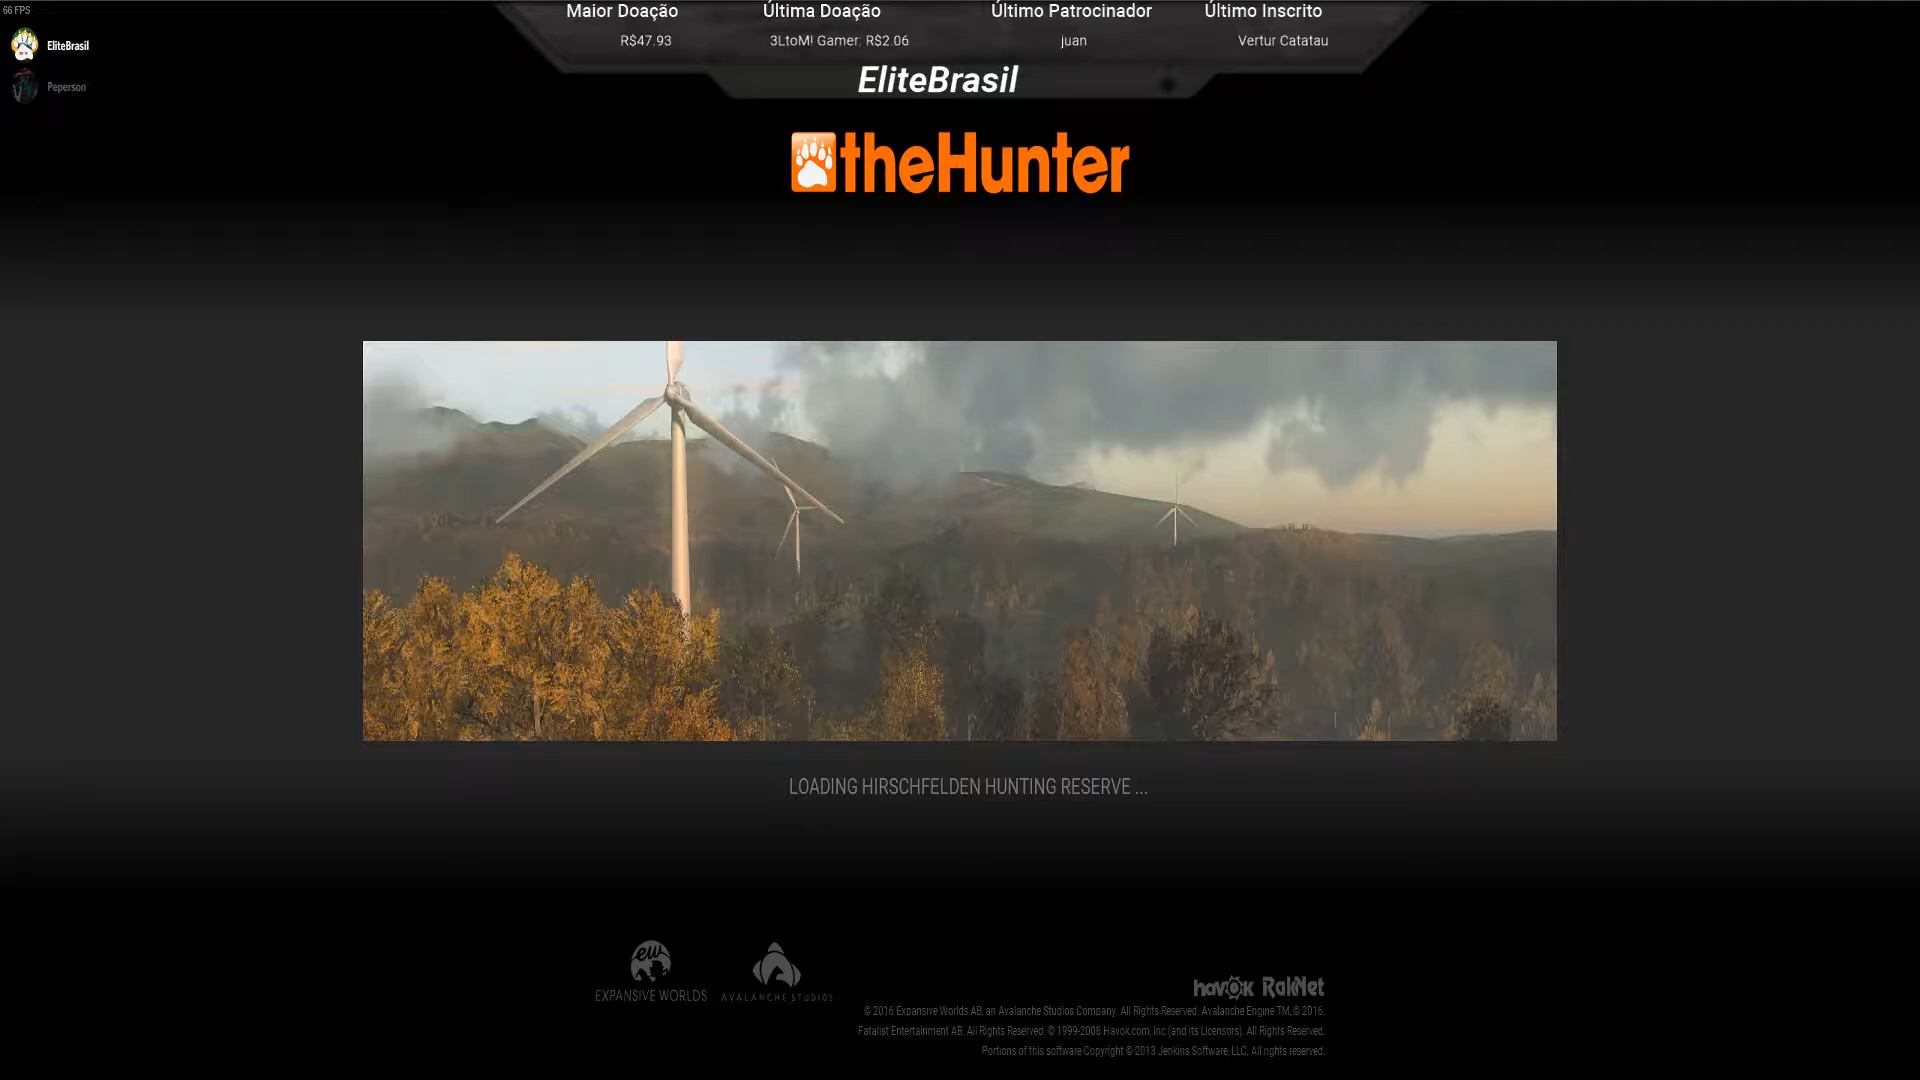 66 FPS
EliteBrasil
Peperson
Maior Doação Última Doação Último Patrocinador Último Inscrito
R$47.93 3LtoM! Gamer: R$2.06 juan Vertur Catatau
EliteBrasil
theHunter
LOADING HIRSCHFELDEN HUNTING RESERVE ...
ew
EXPANSIVE WORLDS
AVALANCHE STUDIOS
havok RakNet
© 2016 Expansive Worlds AB, an Avalanche Studios Company. All Rights Reserved. Avalanche Engine TM, © 2016.
Fatalist Entertainment AB. All Rights Reserved. © 1999-2008 Havok.com, Inc (and its Licensors). All Rights Reserved.
Portions of this software Copyright © 2013 Jenkins Software, LLC. All rights reserved.